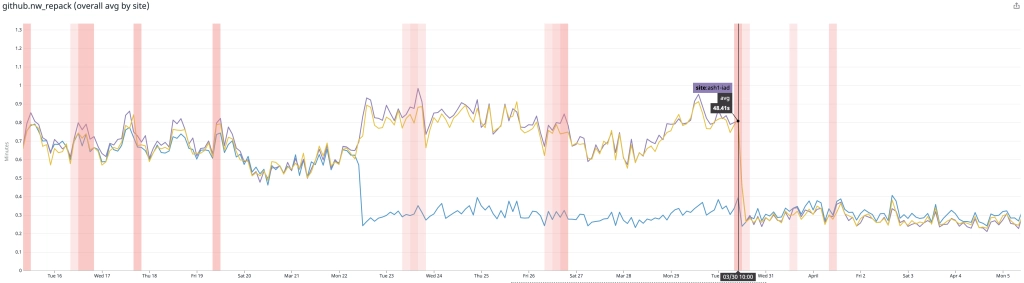 github.nw_repack (overall avg by site)
1.3
1.2
1.1
1
0.9
0.8
0.7
0.6
0.5
0.4
0.3
0.2
0.1
0
Minutes
site:ash1-iad
avg
48.41s
Tue 16
Wed 17
Thu 18
Fri 19
Sat 20
Mar 21
Mon 22
Tue 23
Wed 24
Thu 25
Fri 26
Sat 27
Mar 28
Mon 29
Tue
03/30 10:00
Wed 31
April
Fri 2
Sat 3
Apr 4
Mon 5